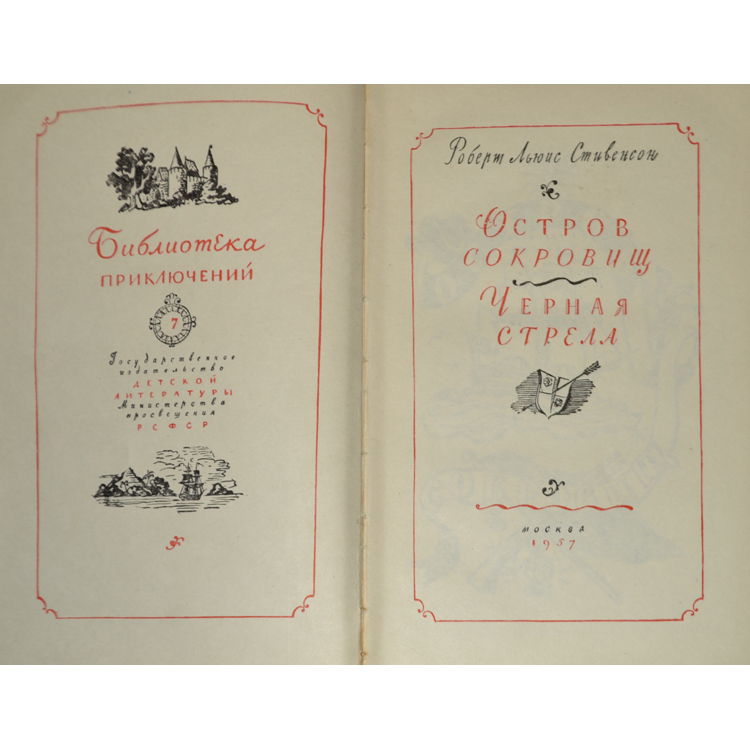 Библиотека
ПРИКЛЮЧЕНИЙ
7
Государственное
издательство
ДЕТСКОЙ
ЛИТЕРАТУРЫ
Министерства
просвещения
РСФСР
Роберт Льюис Стивенсон
ОСТРОВ
СОКРОВИЩ
ЧЕРНАЯ
СТРЕЛА
МОСКВА
1957